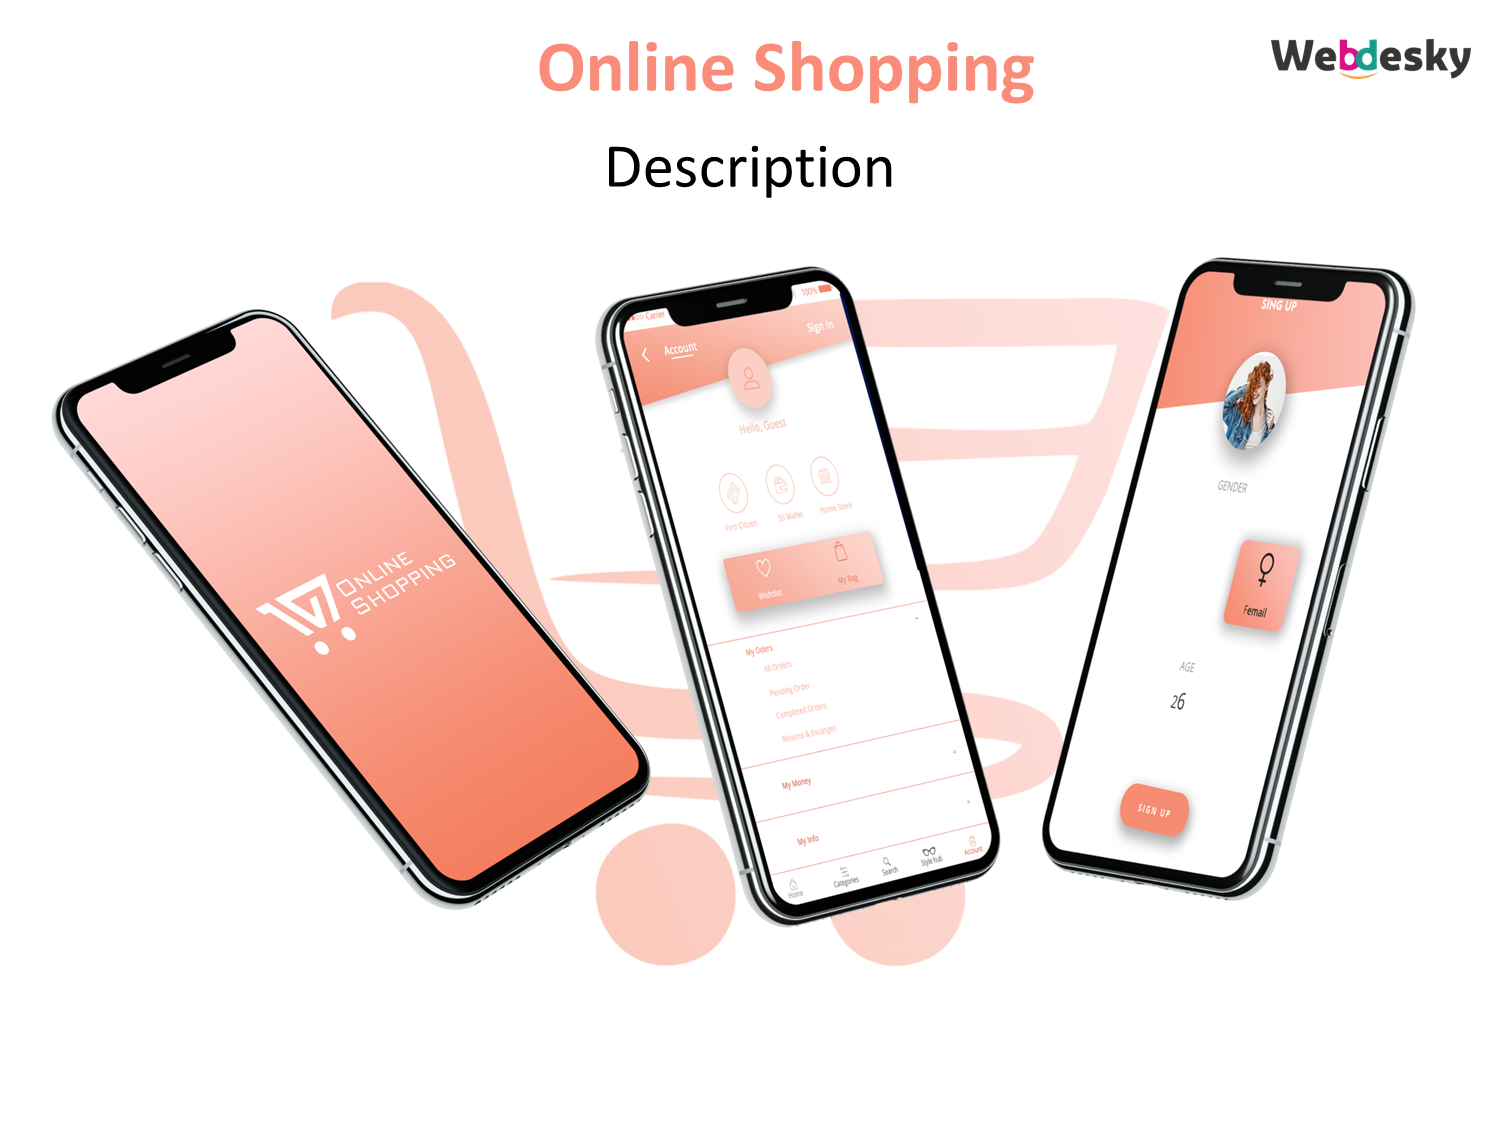 Online Shopping
Webdesky
Description
ONLINE
SHOPPING
Carrier 100%
Account
Sign In
Hello, Guest
First Citizen
SS Wallet
Home Store
Wishlist
My Bag
My Oders
All Orders
Pending Order
Completed Orders
Returns & Excanges
My Money
My Info
Home
Categories
Search
Style hub
Account
SING UP
GENDER
Femail
AGE
26
SIGN UP